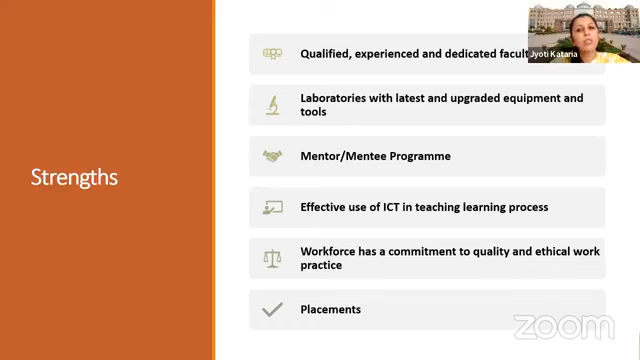 Strengths
Qualified, experienced and dedicated facult
Laboratories with latest and upgraded equipment and
tools
Mentor/Mentee Programme
Effective use of ICT in teaching learning process
Workforce has a commitment to quality and ethical work
practice
Placements
Jyoti Kataria
zoom